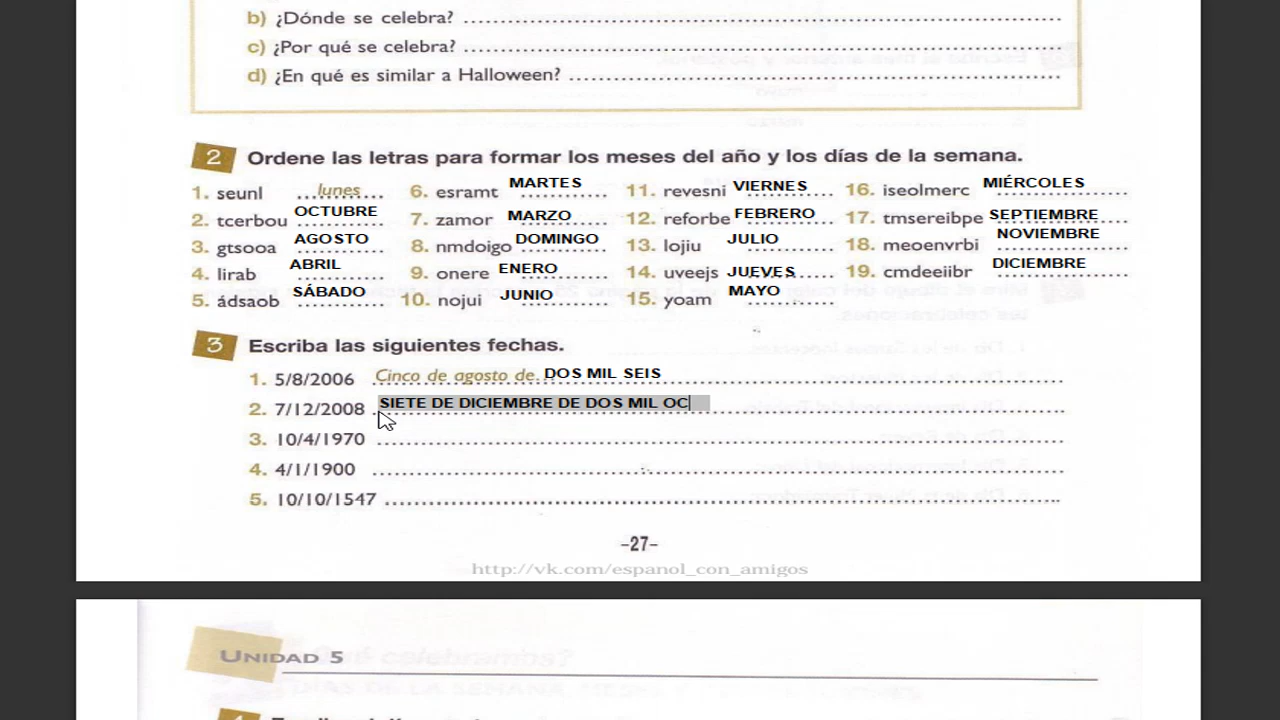 b) ¿Dónde se celebra?
c) ¿Por qué se celebra?
d) ¿En qué es similar a Halloween?
2 Ordene las letras para formar los meses del año y los días de la semana.
1. seunl lunes 6. esramt MARTES 11. revesni VIERNES 16. iseolmerc MIÉRCOLES
2. tcerbou OCTUBRE 7. zamor MARZO 12. reforbe FEBRERO 17. tmsereibpe SEPTIEMBRE
3. gtsooa AGOSTO 8. nmdoigo DOMINGO 13. lojiu JULIO 18. meoenvrbi NOVIEMBRE
4. lirab ABRIL 9. onere ENERO 14. uveejs JUEVES 19. cmdeeiibr DICIEMBRE
5. ádsaob SÁBADO 10. nojui JUNIO 15. yoam MAYO
3 Escriba las siguientes fechas.
1. 5/8/2006 Cinco de agosto de DOS MIL SEIS
2. 7/12/2008 SIETE DE DICIEMBRE DE DOS MIL OC
3. 10/4/1970
4. 4/1/1900
5. 10/10/1547
-27-
http://vk.com/espanol_con_amigos
UNIDAD 5